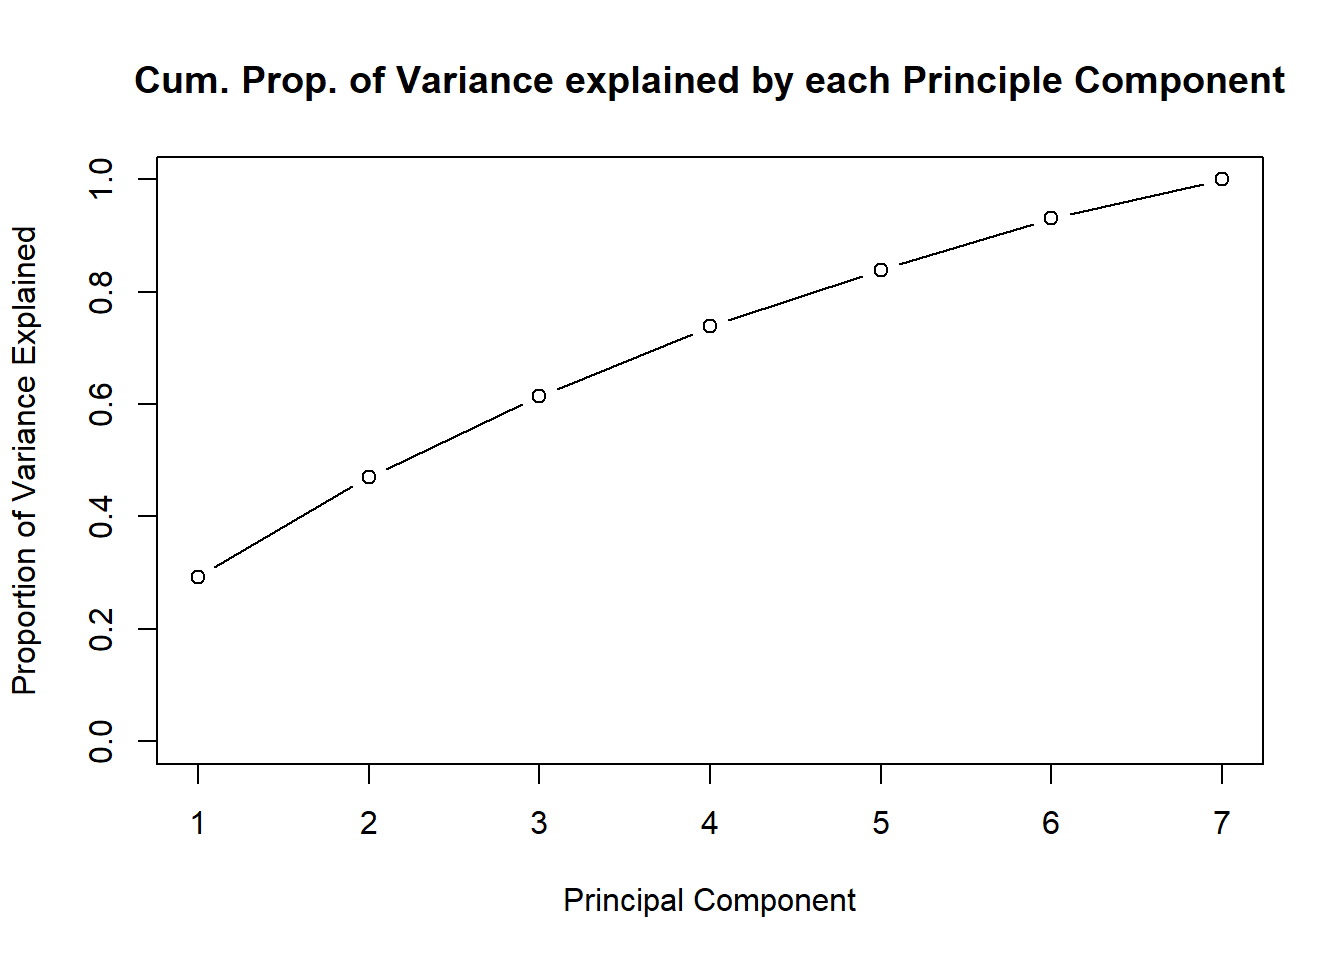 Cum. Prop. of Variance explained by each Principle Component
Proportion of Variance Explained
1.0
0.8
0.6
0.4
0.2
0.0
1 2 3 4 5 6 7
Principal Component